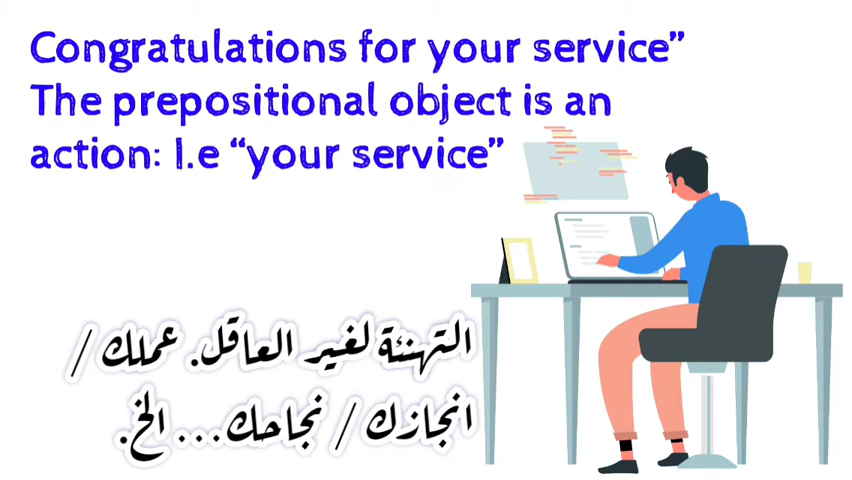 Congratulations for your service”
The prepositional object is an
action: I.e “your service”
التهنئة لغير العاقل. عملك /
انجازك / نجاحك... الخ.